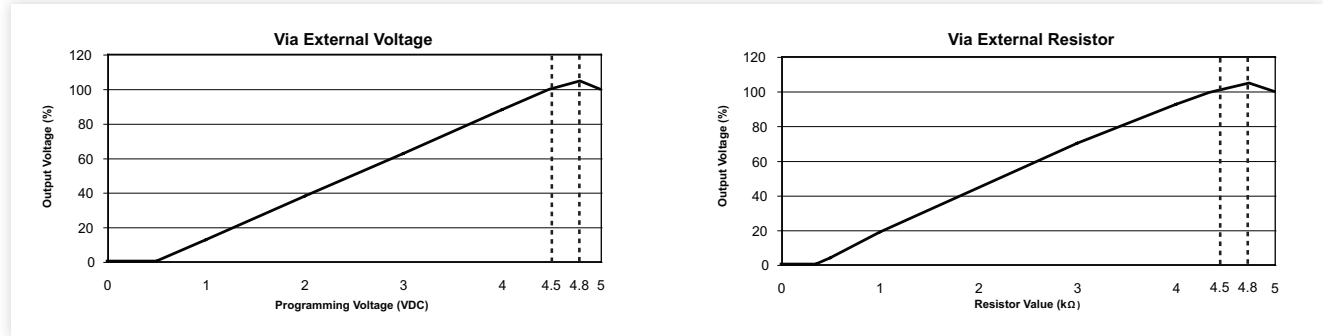 Via External Voltage
120
100
80
60
40
20
0
Output Voltage (%)
0 1 2 3 4 4.5 4.8 5
Programming Voltage (VDC)
Via External Resistor
120
100
80
60
40
20
0
Output Voltage (%)
0 1 2 3 4 4.5 4.8 5
Resistor Value (kΩ)